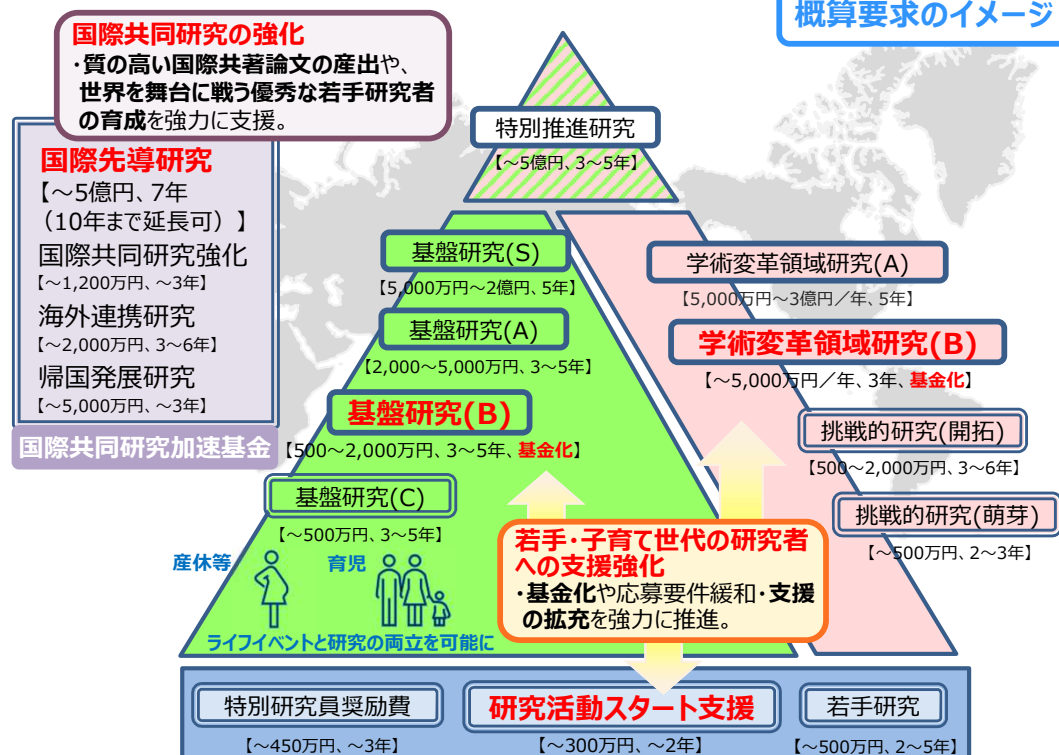 概算要求のイメージ
国際共同研究の強化
・質の高い国際共著論文の産出や、
世界を舞台に戦う優秀な若手研究者
の育成を強力に支援。
国際先導研究
【～5億円、7年
（10年まで延長可）】
国際共同研究強化
【～1,200万円、～3年】
海外連携研究
【～2,000万円、3～6年】
帰国発展研究
【～5,000万円、～3年】
国際共同研究加速基金
特別推進研究
【～5億円、3～5年】
基盤研究(S)
【5,000万円～2億円、5年】
基盤研究(A)
【2,000～5,000万円、3～5年】
基盤研究(B)
【500～2,000万円、3～5年、基金化】
基盤研究(C)
【～500万円、3～5年】
産休等
育児
ライフイベントと研究の両立を可能に
学術変革領域研究(A)
【5,000万円～3億円／年、5年】
学術変革領域研究(B)
【～5,000万円／年、3年、基金化】
挑戦的研究(開拓)
【500～2,000万円、3～6年】
挑戦的研究(萌芽)
【～500万円、2～3年】
若手・子育て世代の研究者
への支援強化
・基金化や応募要件緩和・支援
の拡充を強力に推進。
特別研究員奨励費
【～450万円、～3年】
研究活動スタート支援
【～300万円、～2年】
若手研究
【～500万円、2～5年】